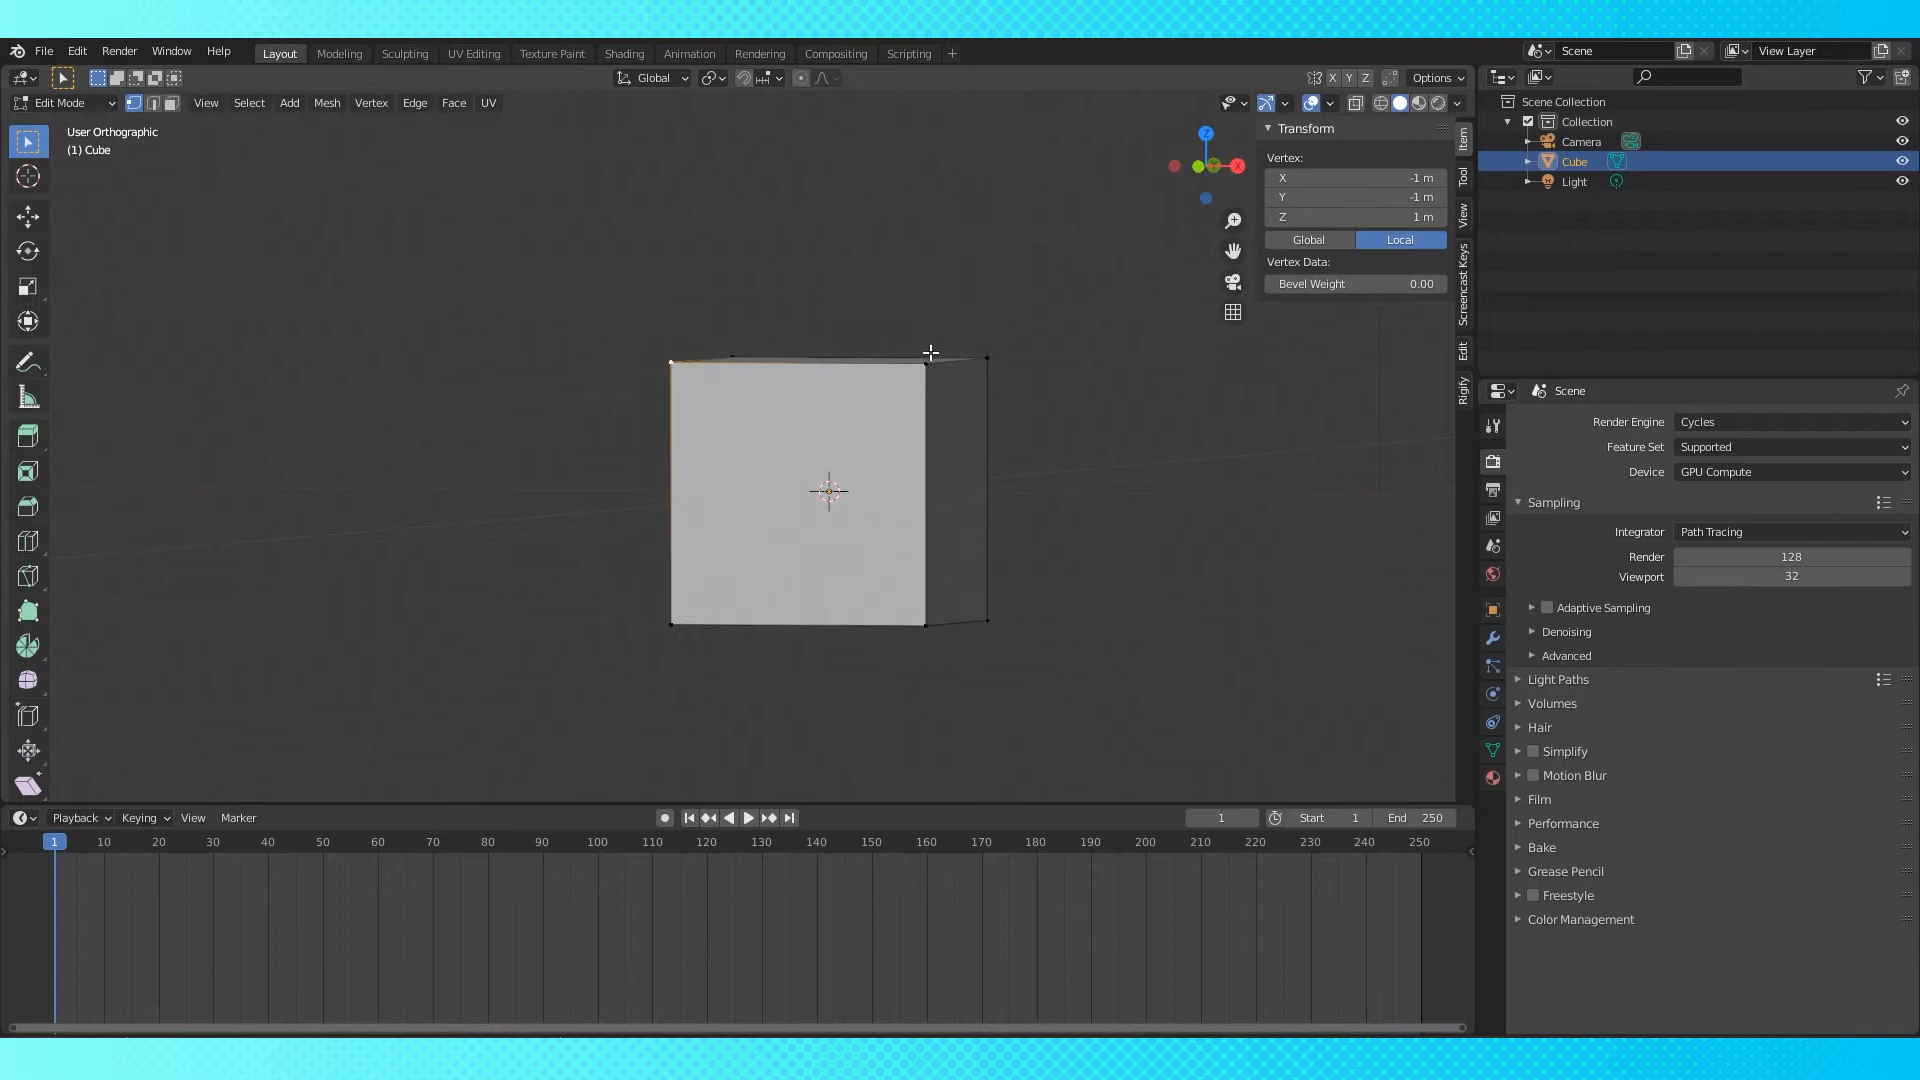 File Edit Render Window Help Layout Modeling Sculpting UV Editing Texture Paint Shading Animation Rendering Compositing Scripting + Scene View Layer
Global X Y Z Options
Edit Mode View Select Add Mesh Vertex Edge Face UV
User Orthographic
(1) Cube
Z
X
Transform
Vertex:
X -1 m
Y -1 m
Z 1 m
Global Local
Vertex Data:
Bevel Weight 0.00
Item
Tool
View
Screencast Keys
Edit
Rigify
Scene Collection
Collection
Camera
Cube
Light
Scene
Render Engine Cycles
Feature Set Supported
Device GPU Compute
Sampling
Integrator Path Tracing
Render 128
Viewport 32
Adaptive Sampling
Denoising
Advanced
Light Paths
Volumes
Hair
Simplify
Motion Blur
Film
Performance
Bake
Grease Pencil
Freestyle
Color Management
Playback Keying View Marker 1 Start 1 End 250
1 10 20 30 40 50 60 70 80 90 100 110 120 130 140 150 160 170 180 190 200 210 220 230 240 250